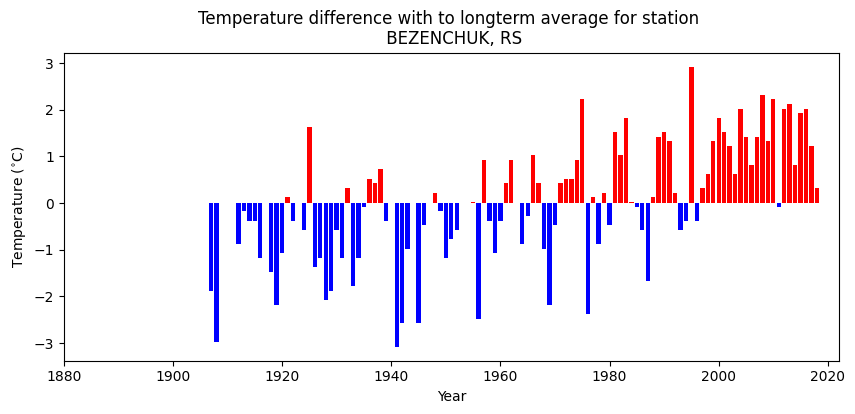 Temperature difference with to longterm average for station
BEZENCHUK, RS
3
2
1
0
−1
−2
−3
Temperature (°C)
1880 1900 1920 1940 1960 1980 2000 2020
Year